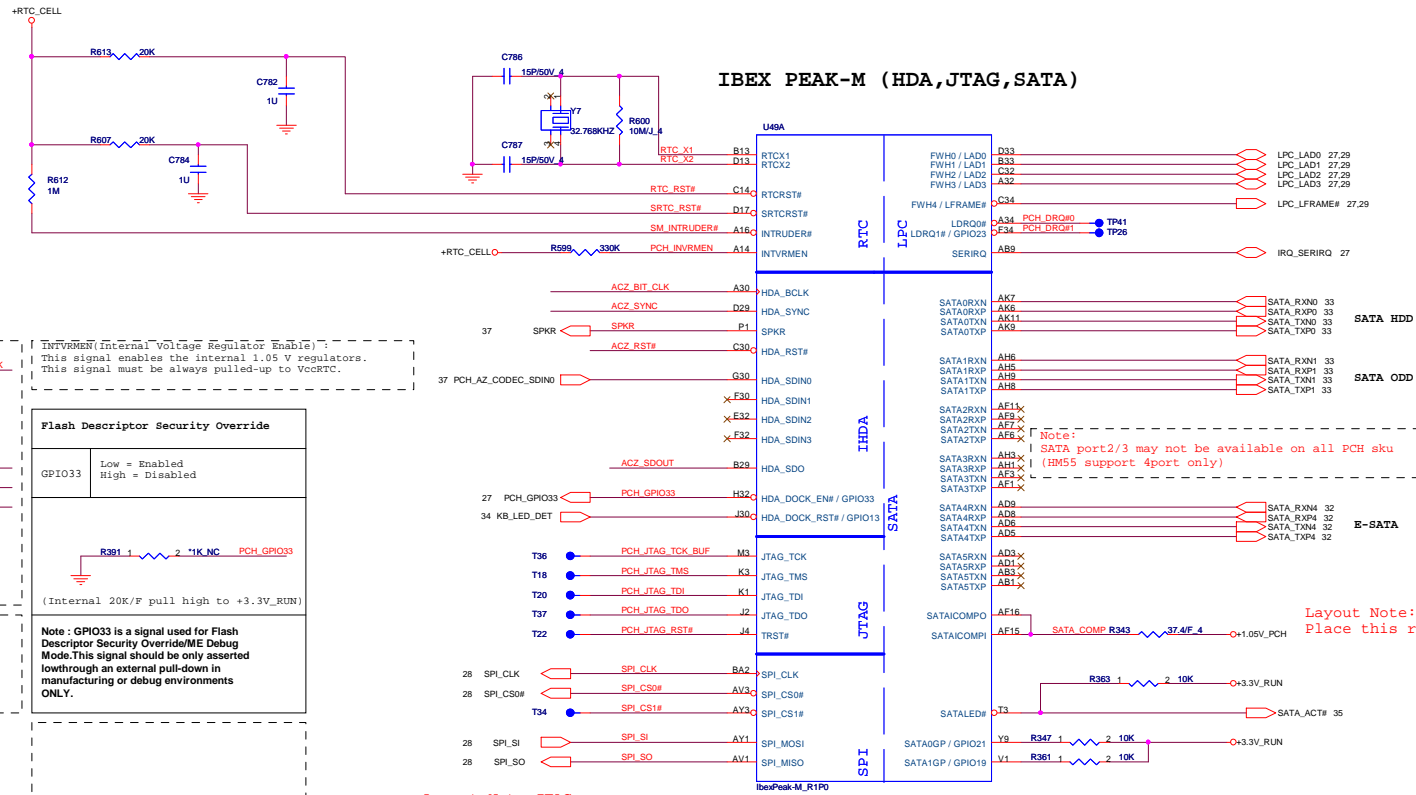 +RTC_CELL
R613 20K
C782
1U
R607 20K
C784
1U
R612
1M
C786
15P/50V_4
Y7
32.768KHZ
2 1
3 4
R600
10M/J_4
C787
15P/50V_4
IBEX PEAK-M (HDA,JTAG,SATA)
U49A
RTC_X1 B13 RTCX1
RTC_X2 D13 RTCX2
RTC_RST# C14 RTCRST#
SRTC_RST# D17 SRTCRST#
SM_INTRUDER# A16 INTRUDER#
+RTC_CELL R599 330K PCH_INVRMEN A14 INTVRMEN
RTC
LPC
FWH0 / LAD0 D33 LPC_LAD0 27,29
FWH1 / LAD1 B33 LPC_LAD1 27,29
FWH2 / LAD2 C32 LPC_LAD2 27,29
FWH3 / LAD3 A32 LPC_LAD3 27,29
FWH4 / LFRAME# C34 LPC_LFRAME# 27,29
LDRQ0# A34 PCH_DRQ#0 TP41
LDRQ1# / GPIO23 F34 PCH_DRQ#1 TP26
SERIRQ AB9 IRQ_SERIRQ 27
ACZ_BIT_CLK A30 HDA_BCLK
ACZ_SYNC D29 HDA_SYNC
37 SPKR SPKR P1 SPKR
ACZ_RST# C30 HDA_RST#
37 PCH_AZ_CODEC_SDIN0 G30 HDA_SDIN0
F30 HDA_SDIN1
E32 HDA_SDIN2
F32 HDA_SDIN3
ACZ_SDOUT B29 HDA_SDO
27 PCH_GPIO33 PCH_GPIO33 H32 HDA_DOCK_EN# / GPIO33
34 KB_LED_DET J30 HDA_DOCK_RST# / GPIO13
IHDA
SATA
SATA0RXN AK7 SATA_RXN0 33
SATA0RXP AK6 SATA_RXP0 33
SATA0TXN AK11 SATA_TXN0 33
SATA0TXP AK9 SATA_TXP0 33
SATA HDD
SATA1RXN AH6 SATA_RXN1 33
SATA1RXP AH5 SATA_RXP1 33
SATA1TXN AH9 SATA_TXN1 33
SATA1TXP AH8 SATA_TXP1 33
SATA ODD
SATA2RXN AF11
SATA2RXP AF9
SATA2TXN AF7
SATA2TXP AF6
SATA3RXN AH3
SATA3RXP AH1
SATA3TXN AF3
SATA3TXP AF1
Note:
SATA port2/3 may not be available on all PCH sku
(HM55 support 4port only)
SATA4RXN AD9 SATA_RXN4 32
SATA4RXP AD8 SATA_RXP4 32
SATA4TXN AD6 SATA_TXN4 32
SATA4TXP AD5 SATA_TXP4 32
E-SATA
SATA5RXN AD3
SATA5RXP AD1
SATA5TXN AB3
SATA5TXP AB1
T36 PCH_JTAG_TCK_BUF M3 JTAG_TCK
T18 PCH_JTAG_TMS K3 JTAG_TMS
T20 PCH_JTAG_TDI K1 JTAG_TDI
T37 PCH_JTAG_TDO J2 JTAG_TDO
T22 PCH_JTAG_RST# J4 TRST#
JTAG
SATAICOMPO AF16
SATAICOMPI AF15 SATA_COMP R343 37.4/F_4 +1.05V_PCH
Layout Note:
Place this r
28 SPI_CLK SPI_CLK BA2 SPI_CLK
28 SPI_CS0# SPI_CS0# AV3 SPI_CS0#
T34 SPI_CS1# AY3 SPI_CS1#
28 SPI_SI SPI_SI AY1 SPI_MOSI
28 SPI_SO SPI_SO AV1 SPI_MISO
SPI
R363 1 2 10K +3.3V_RUN
SATALED# T3 SATA_ACT# 35
SATA0GP / GPIO21 Y9 R347 1 2 10K +3.3V_RUN
SATA1GP / GPIO19 V1 R361 1 2 10K
IbexPeak-M_R1P0
INTVRMEN(Internal Voltage Regulator Enable) :
This signal enables the internal 1.05 V regulators.
This signal must be always pulled-up to VccRTC.
Flash Descriptor Security Override
GPIO33
Low = Enabled
High = Disabled
R391 1 2 *1K_NC PCH_GPIO33
(Internal 20K/F pull high to +3.3V_RUN)
Note : GPIO33 is a signal used for Flash
Descriptor Security Override/ME Debug
Mode.This signal should be only asserted
lowthrough an external pull-down in
manufacturing or debug environments
ONLY.